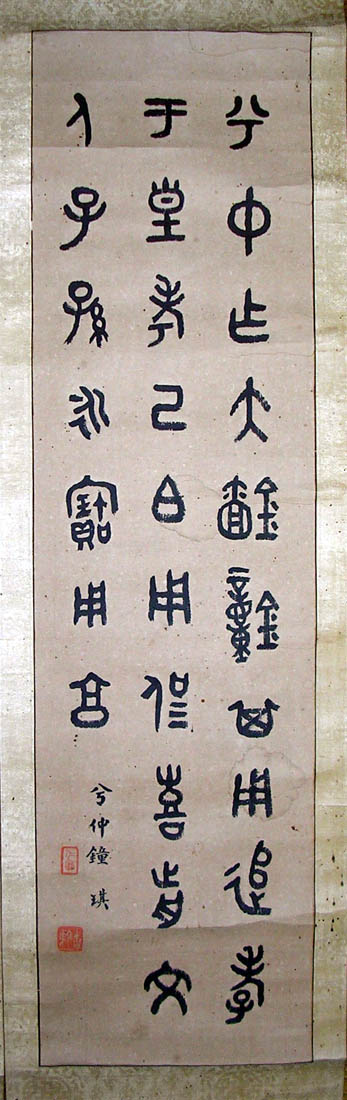 兮中乍大鐘其用追孝
于皇考己白用侃喜前文
人子孫永寶用享
兮仲鐘 琪